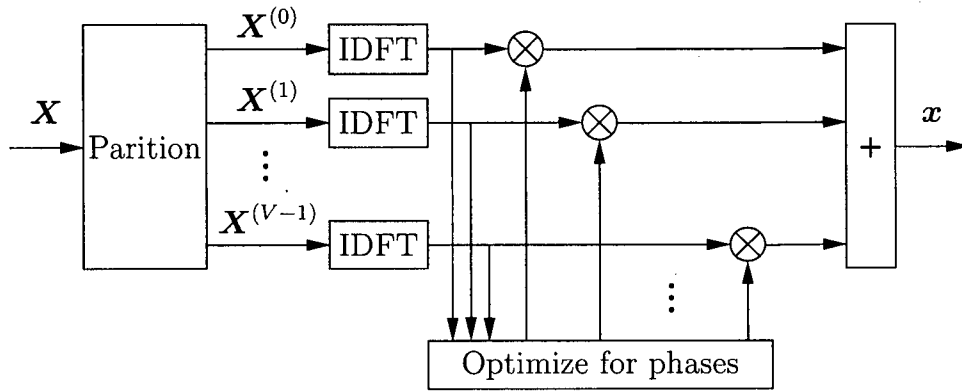 X
Parition
X^(0)
IDFT
X^(1)
IDFT
⋮
X^(V−1)
IDFT
⋮
Optimize for phases
+
x